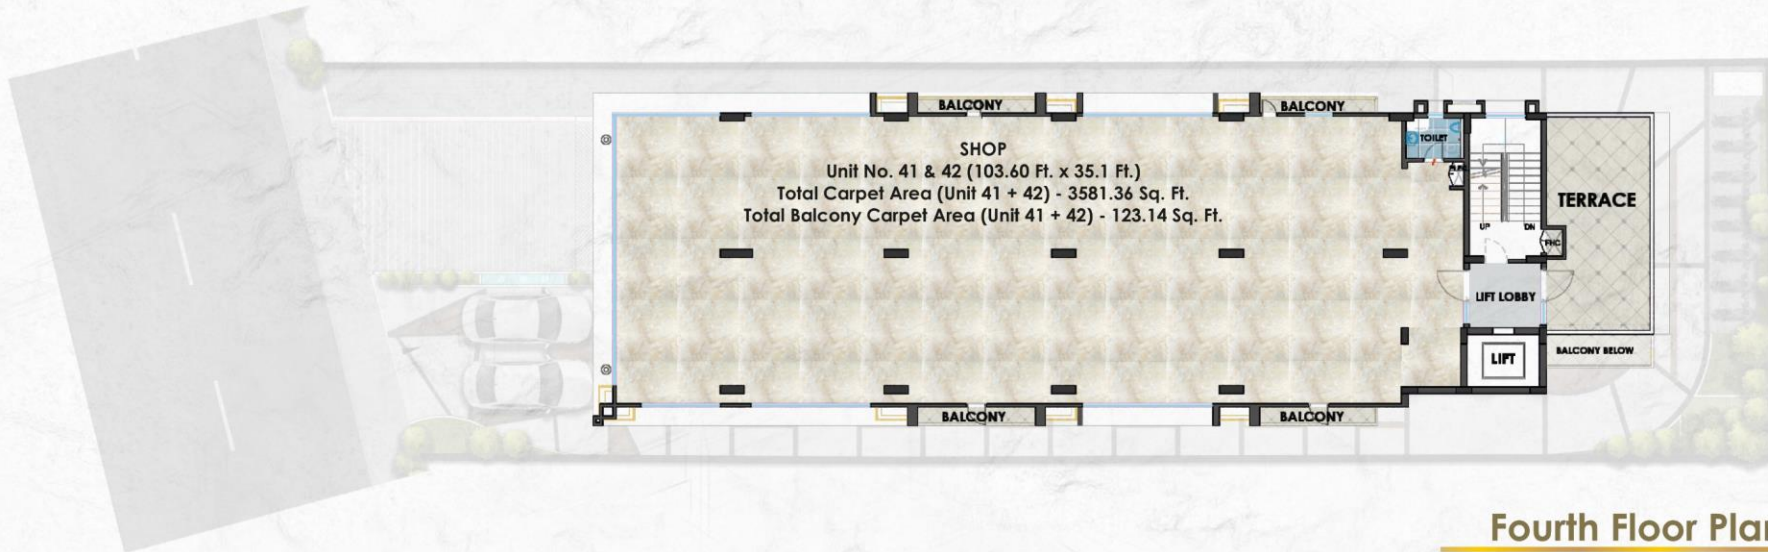 BALCONY
BALCONY
SHOP
Unit No. 41 & 42 (103.60 Ft. x 35.1 Ft.)
Total Carpet Area (Unit 41 + 42) - 3581.36 Sq. Ft.
Total Balcony Carpet Area (Unit 41 + 42) - 123.14 Sq. Ft.
TOILET
TERRACE
UP
DN
FHC
LIFT LOBBY
LIFT
BALCONY BELOW
BALCONY
BALCONY
Fourth Floor Plan